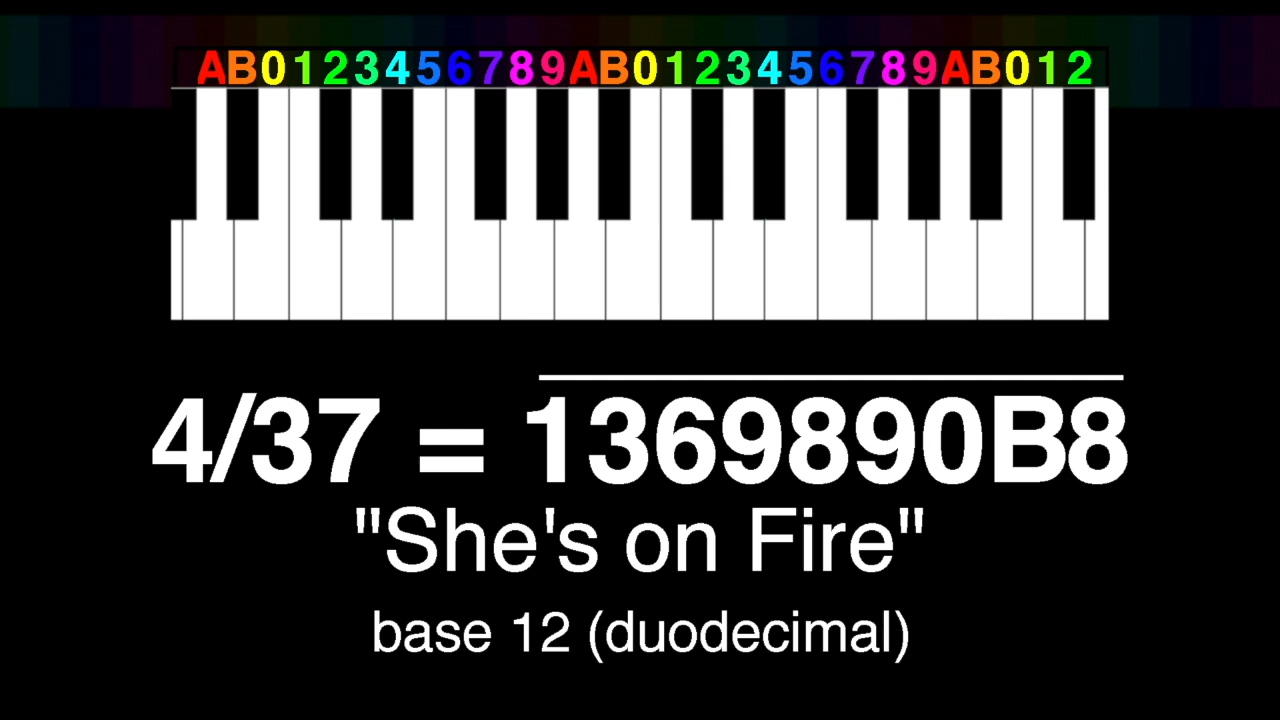 AB0123456789AB0123456789AB012
4/37 = 1369890B8
"She's on Fire"
base 12 (duodecimal)